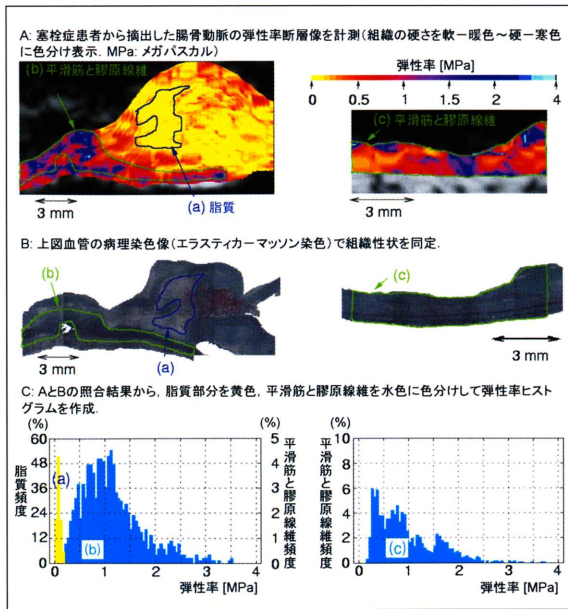 A: 塞栓症患者から摘出した腸骨動脈の弾性率断層像を計測(組織の硬さを軟ー暖色～硬ー寒色
に色分け表示. MPa: メガパスカル)
(b) 平滑筋と膠原線維
(a) 脂質
3 mm
弾性率 [MPa]
0 0.5 1 1.5 2 4
(c) 平滑筋と膠原線維
3 mm
B: 上図血管の病理染色像(エラスティカーマッソン染色)で組織性状を同定.
(b)
(a)
3 mm
(c)
3 mm
C: AとBの照合結果から, 脂質部分を黄色, 平滑筋と膠原線維を水色に色分けして弾性率ヒスト
グラムを作成.
(%)
60
48
36
24
12
0
脂質頻度
(a)
(b)
0 1 2 3 4
弾性率 [MPa]
(%)
5
4
3
2
1
0
平滑筋と膠原線維頻度
(%)
10
8
6
4
2
0
平滑筋と膠原線維頻度
(c)
0 1 2 3 4
弾性率 [MPa]